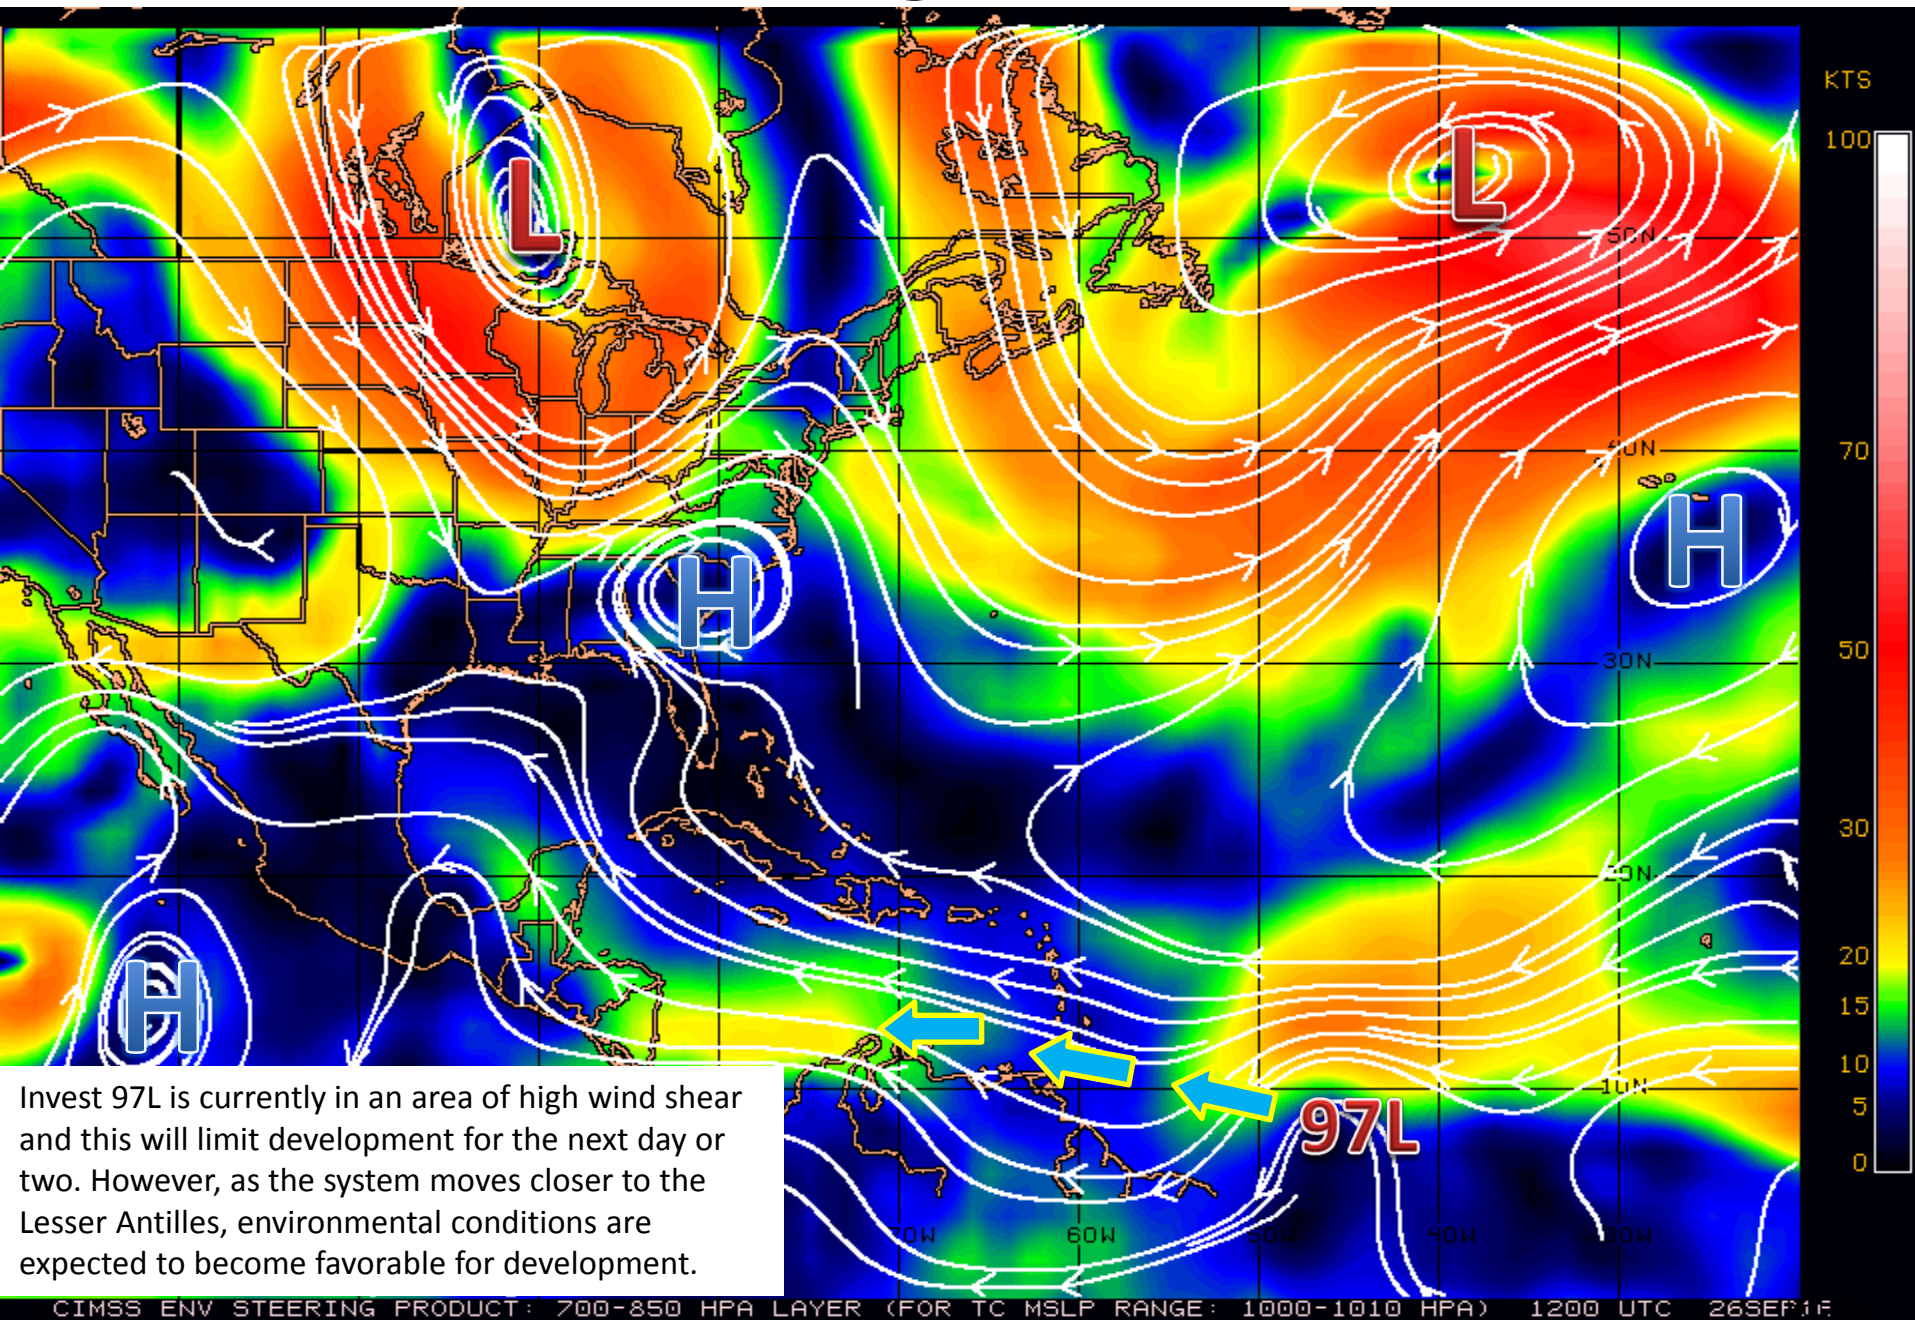 KTS
100
70
50
30
20
15
10
5
0
L
L
50N
40N
H
H
30N
20N
H
10N
97L
70W
60W
50W
40W
30W
Invest 97L is currently in an area of high wind shear
and this will limit development for the next day or
two. However, as the system moves closer to the
Lesser Antilles, environmental conditions are
expected to become favorable for development.
CIMSS ENV STEERING PRODUCT: 700-850 HPA LAYER (FOR TC MSLP RANGE: 1000-1010 HPA) 1200 UTC